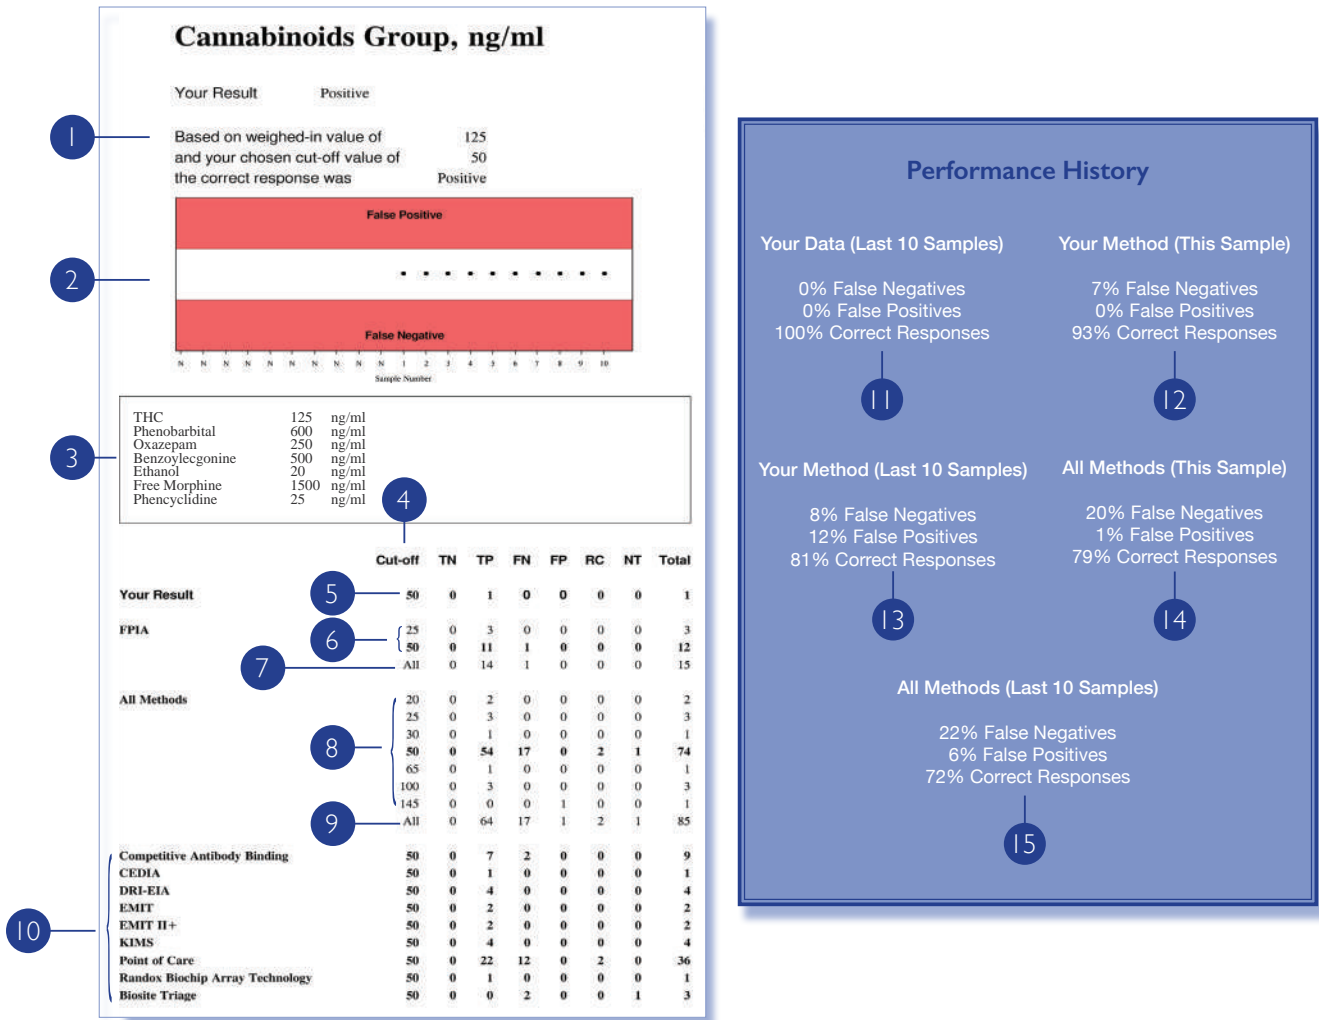 Cannabinoids Group, ng/ml
Your Result Positive
1
Based on weighed-in value of 125
and your chosen cut-off value of 50
the correct response was Positive
False Positive
2
False Negative
N N N N N N N N N N 1 2 3 4 5 6 7 8 9 10
Sample Number
3
THC 125 ng/ml
Phenobarbital 600 ng/ml
Oxazepam 250 ng/ml
Benzoylecgonine 500 ng/ml
Ethanol 20 ng/ml
Free Morphine 1500 ng/ml
Phencyclidine 25 ng/ml
4
Cut-off TN TP FN FP RC NT Total
Your Result 5 50 0 1 0 0 0 0 1
FPIA 25 0 3 0 0 0 0 3
6
50 0 11 1 0 0 0 12
7 All 0 14 1 0 0 0 15
All Methods 20 0 2 0 0 0 0 2
25 0 3 0 0 0 0 3
30 0 1 0 0 0 0 1
8 50 0 54 17 0 2 1 74
65 0 1 0 0 0 0 1
100 0 3 0 0 0 0 3
145 0 0 0 1 0 0 1
9 All 0 64 17 1 2 1 85
Competitive Antibody Binding 50 0 7 2 0 0 0 9
CEDIA 50 0 1 0 0 0 0 1
DRI-EIA 50 0 4 0 0 0 0 4
EMIT 50 0 2 0 0 0 0 2
10
EMIT II+ 50 0 2 0 0 0 0 2
KIMS 50 0 4 0 0 0 0 4
Point of Care 50 0 22 12 0 2 0 36
Randox Biochip Array Technology 50 0 1 0 0 0 0 1
Biosite Triage 50 0 0 2 0 0 1 3
Performance History
Your Data (Last 10 Samples)
0% False Negatives
0% False Positives
100% Correct Responses
11
Your Method (This Sample)
7% False Negatives
0% False Positives
93% Correct Responses
12
Your Method (Last 10 Samples)
8% False Negatives
12% False Positives
81% Correct Responses
13
All Methods (This Sample)
20% False Negatives
1% False Positives
79% Correct Responses
14
All Methods (Last 10 Samples)
22% False Negatives
6% False Positives
72% Correct Responses
15